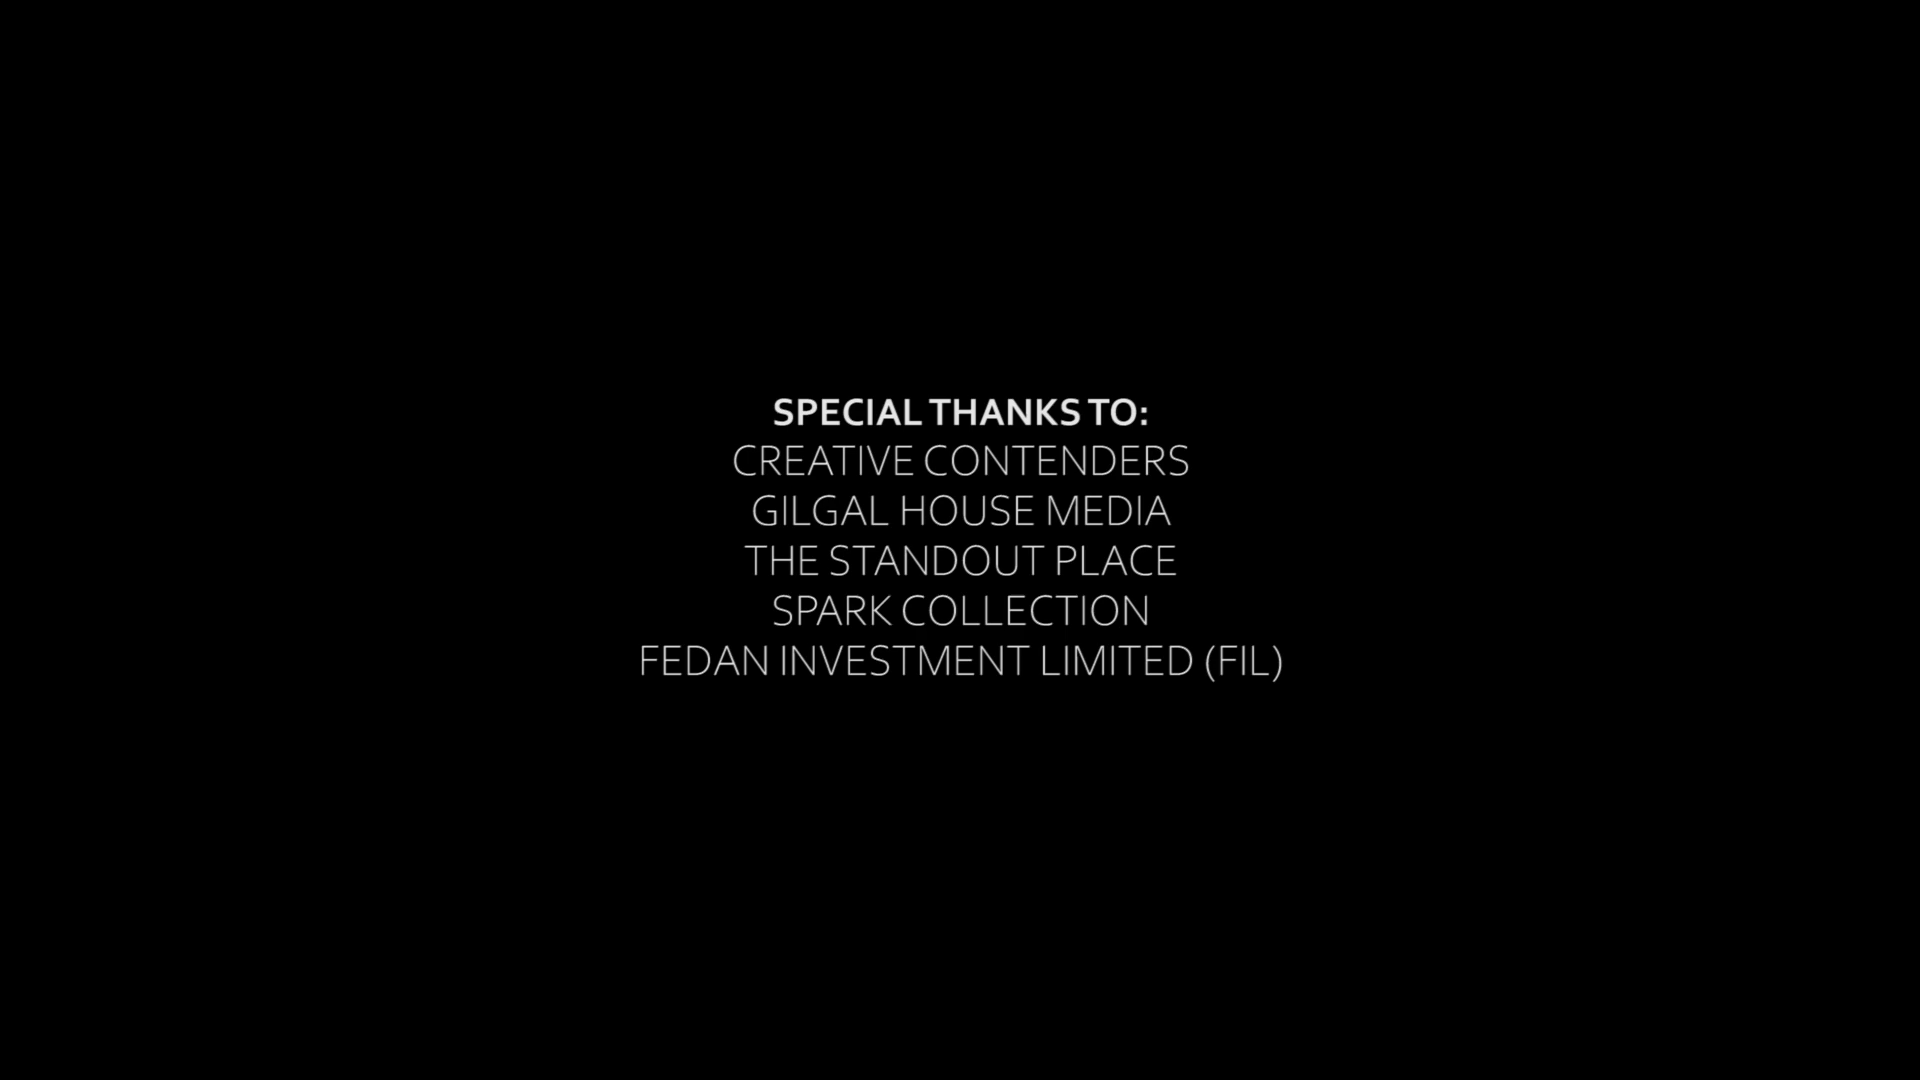 SPECIAL THANKS TO:
CREATIVE CONTENDERS
GILGAL HOUSE MEDIA
THE STANDOUT PLACE
SPARK COLLECTION
FEDAN INVESTMENT LIMITED (FIL)